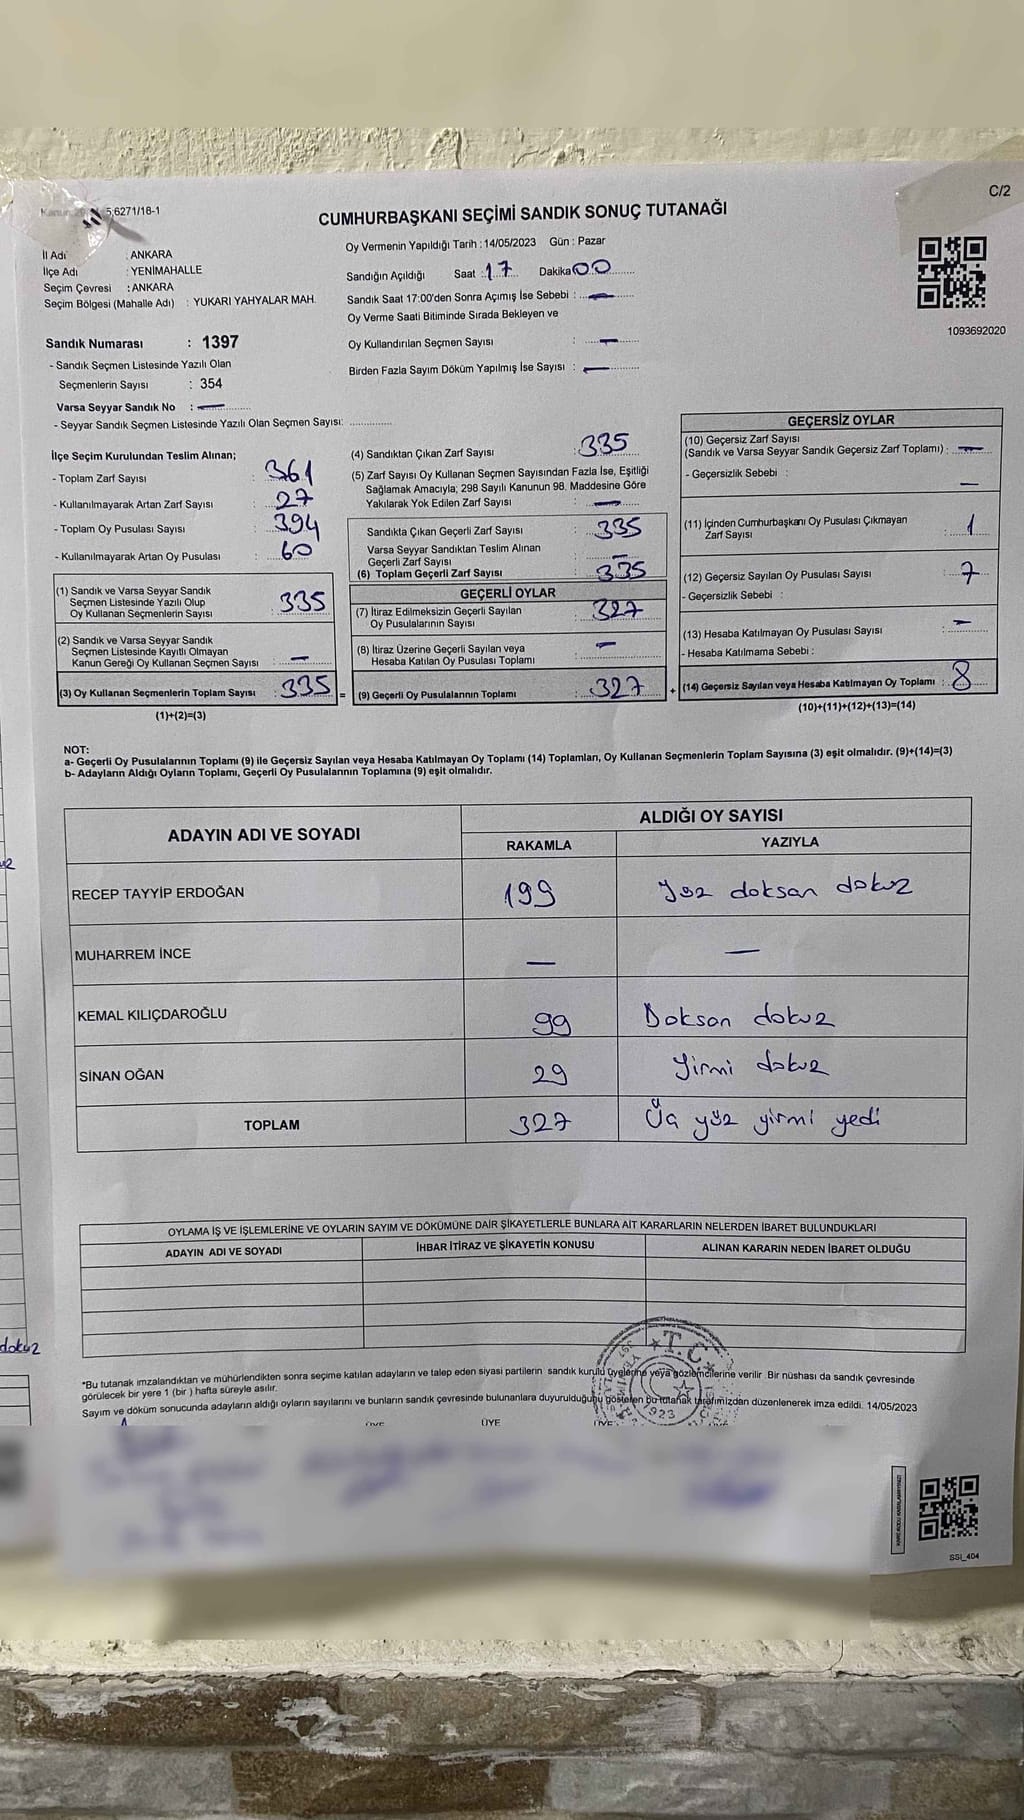 C/2
5,6271/18-1
CUMHURBAŞKANI SEÇİMİ SANDIK SONUÇ TUTANAĞI
İl Adı : ANKARA
İlçe Adı : YENİMAHALLE
Seçim Çevresi : ANKARA
Seçim Bölgesi (Mahalle Adı) : YUKARI YAHYALAR MAH.
Oy Vermenin Yapıldığı Tarih : 14/05/2023 Gün : Pazar
Sandığın Açıldığı Saat : 17 Dakika 00
Sandık Saat 17:00'den Sonra Açımış İse Sebebi : —
Oy Verme Saati Bitiminde Sırada Bekleyen ve
Oy Kullandırılan Seçmen Sayısı : —
Birden Fazla Sayım Döküm Yapılmış İse Sayısı : —
1093692020
Sandık Numarası : 1397
- Sandık Seçmen Listesinde Yazılı Olan
Seçmenlerin Sayısı : 354
Varsa Seyyar Sandık No : —
- Seyyar Sandık Seçmen Listesinde Yazılı Olan Seçmen Sayısı:
İlçe Seçim Kurulundan Teslim Alınan;
- Toplam Zarf Sayısı : 361
- Kullanılmayarak Artan Zarf Sayısı : 27
- Toplam Oy Pusulası Sayısı : 394
- Kullanılmayarak Artan Oy Pusulası : 60
(1) Sandık ve Varsa Seyyar Sandık
Seçmen Listesinde Yazılı Olup
Oy Kullanan Seçmenlerin Sayısı : 335
(2) Sandık ve Varsa Seyyar Sandık
Seçmen Listesinde Kayıtlı Olmayan
Kanun Gereği Oy Kullanan Seçmen Sayısı : —
(3) Oy Kullanan Seçmenlerin Toplam Sayısı : 335 =
(1)+(2)=(3)
(4) Sandıktan Çıkan Zarf Sayısı : 335
(5) Zarf Sayısı Oy Kullanan Seçmen Sayısından Fazla İse, Eşitliği
Sağlamak Amacıyla; 298 Sayılı Kanunun 98. Maddesine Göre
Yakılarak Yok Edilen Zarf Sayısı : —
Sandıkta Çıkan Geçerli Zarf Sayısı : 335
Varsa Seyyar Sandıktan Teslim Alınan
Geçerli Zarf Sayısı : —
(6) Toplam Geçerli Zarf Sayısı : 335
GEÇERLİ OYLAR
(7) İtiraz Edilmeksizin Geçerli Sayılan
Oy Pusulalarının Sayısı : 327
(8) İtiraz Üzerine Geçerli Sayılan veya
Hesaba Katılan Oy Pusulası Toplamı : —
(9) Geçerli Oy Pusulalarının Toplamı : 327 +
GEÇERSİZ OYLAR
(10) Geçersiz Zarf Sayısı
(Sandık ve Varsa Seyyar Sandık Geçersiz Zarf Toplamı) : —
- Geçersizlik Sebebi : —
(11) İçinden Cumhurbaşkanı Oy Pusulası Çıkmayan
Zarf Sayısı : 1
(12) Geçersiz Sayılan Oy Pusulası Sayısı : 7
- Geçersizlik Sebebi :
(13) Hesaba Katılmayan Oy Pusulası Sayısı : —
- Hesaba Katılmama Sebebi :
(14) Geçersiz Sayılan veya Hesaba Katılmayan Oy Toplamı : 8
(10)+(11)+(12)+(13)=(14)
NOT:
a- Geçerli Oy Pusulalarının Toplamı (9) ile Geçersiz Sayılan veya Hesaba Katılmayan Oy Toplamı (14) Toplamları, Oy Kullanan Seçmenlerin Toplam Sayısına (3) eşit olmalıdır. (9)+(14)=(3)
b- Adayların Aldığı Oyların Toplamı, Geçerli Oy Pusulalarının Toplamına (9) eşit olmalıdır.
ADAYIN ADI VE SOYADI
ALDIĞI OY SAYISI
RAKAMLA YAZIYLA
RECEP TAYYİP ERDOĞAN 199 Yüz doksan dokuz
MUHARREM İNCE — —
KEMAL KILIÇDAROĞLU 99 Doksan dokuz
SİNAN OĞAN 29 Yirmi dokuz
TOPLAM 327 Üç yüz yirmi yedi
OYLAMA İŞ VE İŞLEMLERİNE VE OYLARIN SAYIM VE DÖKÜMÜNE DAİR ŞİKAYETLERLE BUNLARA AİT KARARLARIN NELERDEN İBARET BULUNDUKLARI
ADAYIN ADI VE SOYADI İHBAR İTİRAZ VE ŞİKAYETİN KONUSU ALINAN KARARIN NEDEN İBARET OLDUĞU
dokuz
T.C.
1923
*Bu tutanak imzalandıktan ve mühürlendikten sonra seçime katılan adayların ve talep eden siyasi partilerin sandık kurulu üyelerine veya gözlemcilerine verilir. Bir nüshası da sandık çevresinde
görülecek bir yere 1 (bir ) hafta süreyle asılır.
Sayım ve döküm sonucunda adayların aldığı oyların sayılarını ve bunların sandık çevresinde bulunanlara duyurulduğunu gösteren bu tutanak tarafımızdan düzenlenerek imza edildi. 14/05/2023
ÜYE ÜYE ÜYE
SSI_404